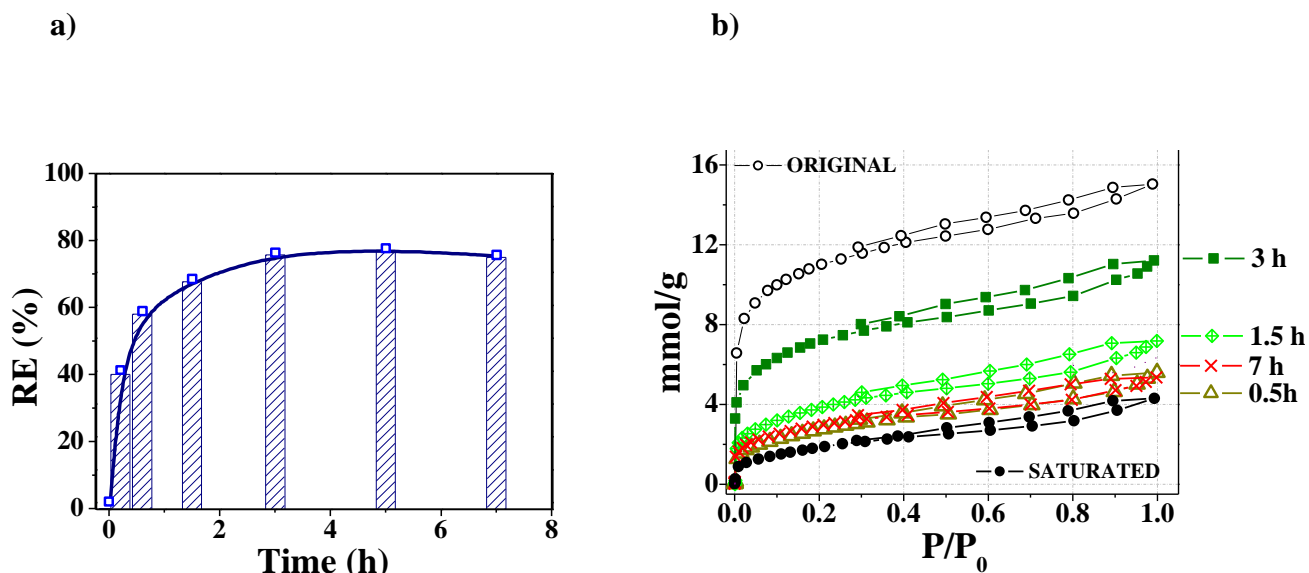 a)
b)
100
80
60
40
20
0
RE (%)
0 2 4 6 8
Time (h)
16
12
8
4
0
mmol/g
ORIGINAL
SATURATED
0.0 0.2 0.4 0.6 0.8 1.0
P/P0
3 h
1.5 h
7 h
0.5h